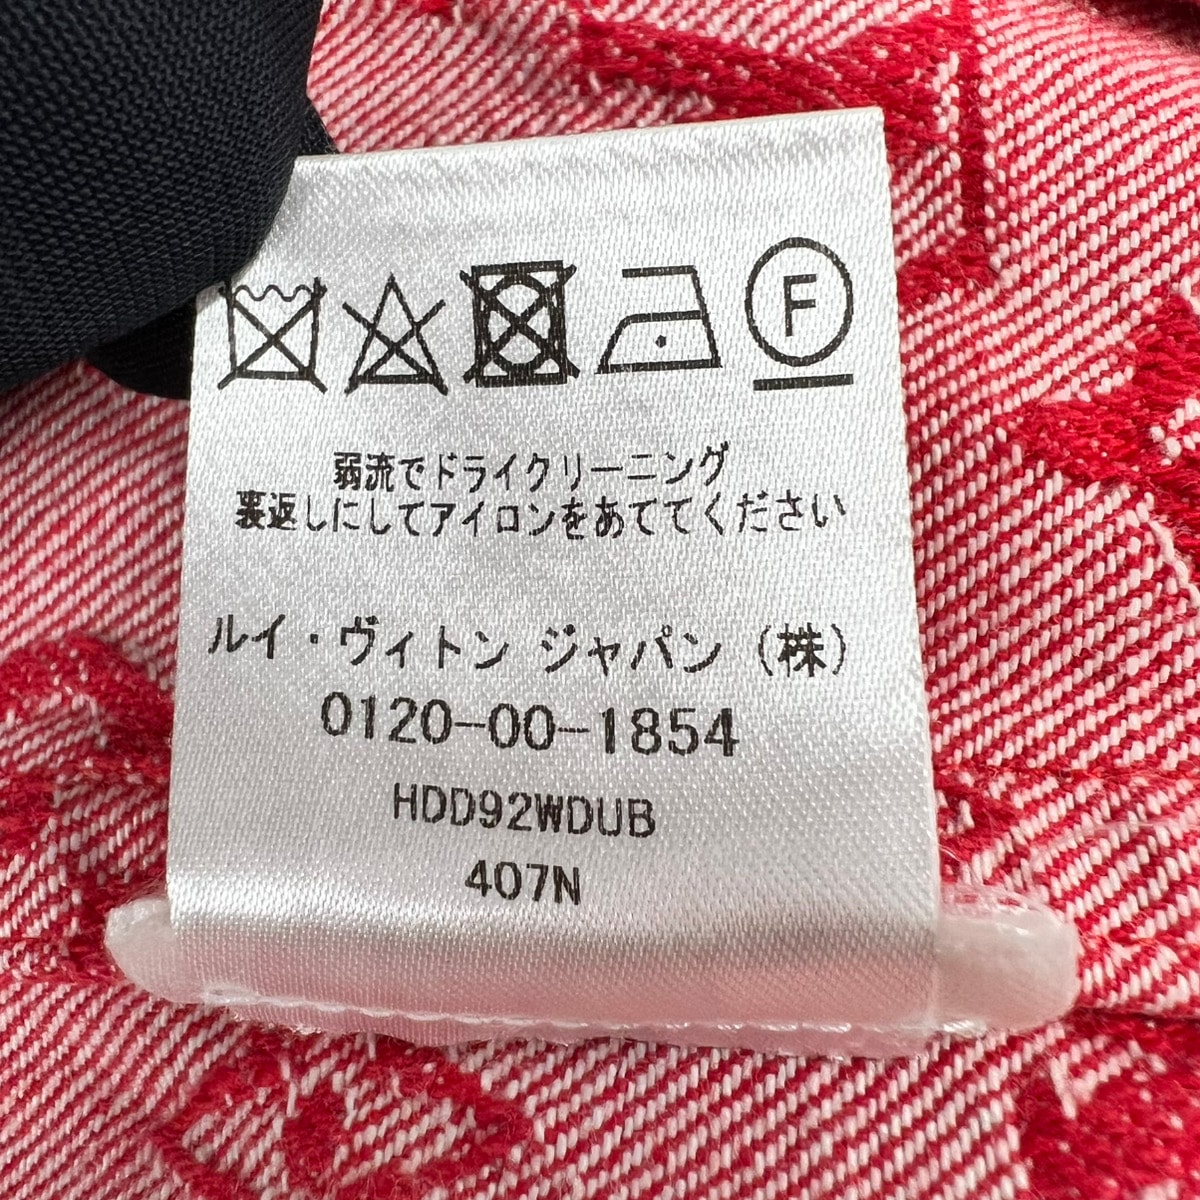 F
弱流でドライクリーニング
裏返しにしてアイロンをあててください
ルイ・ヴィトン ジャパン (株)
0120-00-1854
HDD92WDUB
407N